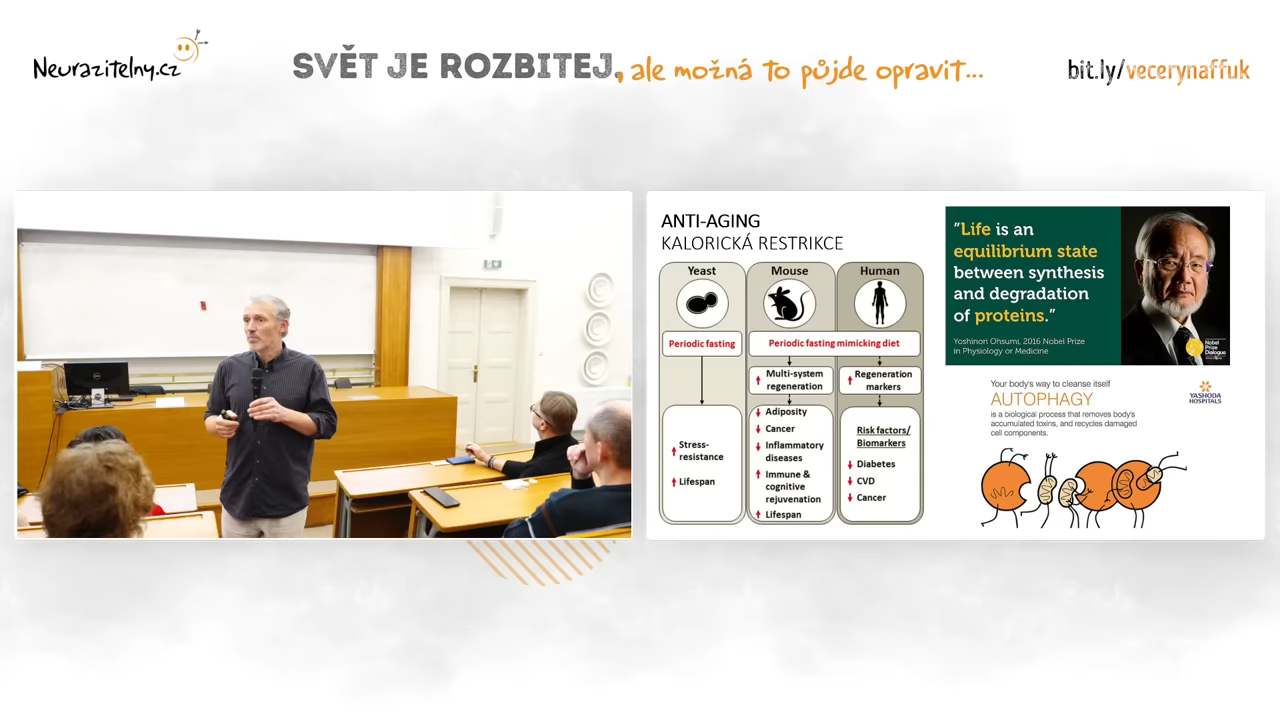 Neurazitelny.cz
SVĚT JE ROZBITEJ, ale možná to půjde opravit...
bit.ly/vecerynaffuk
ANTI-AGING
KALORICKÁ RESTRIKCE
Yeast
Mouse
Human
Periodic fasting
Periodic fasting mimicking diet
Multi-system
regeneration
Regeneration
markers
Stress-
resistance
Lifespan
Adiposity
Cancer
Inflammatory
diseases
Immune &
cognitive
rejuvenation
Lifespan
Risk factors/
Biomarkers
Diabetes
CVD
Cancer
"Life is an
equilibrium state
between synthesis
and degradation
of proteins."
Yoshinori Ohsumi, 2016 Nobel Prize
in Physiology or Medicine
Nobel
Prize
Dialogue
Your body's way to cleanse itself
AUTOPHAGY
is a biological process that removes body's
accumulated toxins, and recycles damaged
cell components.
YASHODA
HOSPITALS